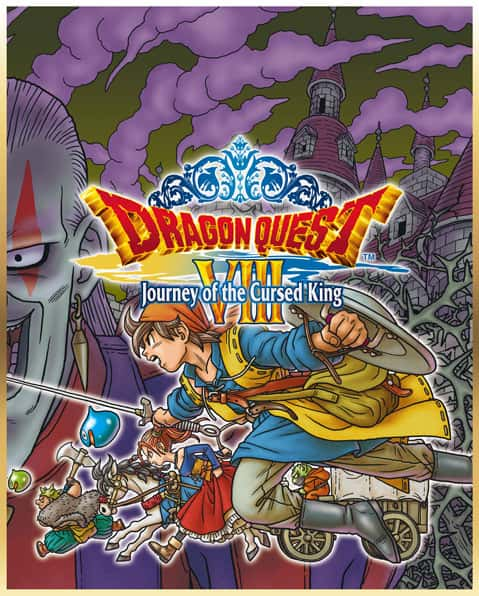 DRAGON QUEST
TM
VIII
Journey of the Cursed King